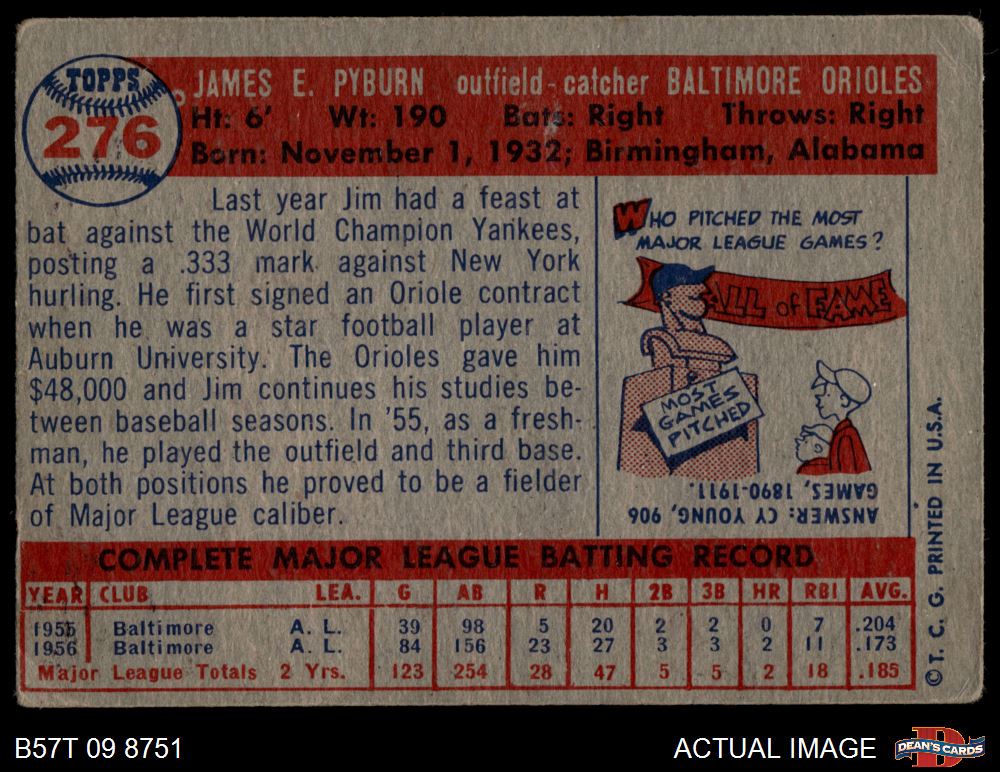 TOPPS
276
JAMES E. PYBURN outfield-catcher BALTIMORE ORIOLES
Ht: 6' Wt: 190 Bats: Right Throws: Right
Born: November 1, 1932; Birmingham, Alabama
Last year Jim had a feast at
bat against the World Champion Yankees,
posting a .333 mark against New York
hurling. He first signed an Oriole contract
when he was a star football player at
Auburn University. The Orioles gave him
$48,000 and Jim continues his studies be-
tween baseball seasons. In '55, as a fresh-
man, he played the outfield and third base.
At both positions he proved to be a fielder
of Major League caliber.
WHO PITCHED THE MOST
MAJOR LEAGUE GAMES?
ALL OF FAME
MOST
GAMES
PITCHED
ANSWER: CY YOUNG, 906
GAMES, 1890-1911.
© T. C. G. PRINTED IN U.S.A.
COMPLETE MAJOR LEAGUE BATTING RECORD
YEAR CLUB LEA. G AB R H 2B 3B HR RBI AVG.
1955 Baltimore A. L. 39 98 5 20 2 2 0 7 .204
1956 Baltimore A. L. 84 156 23 27 3 3 2 11 .173
Major League Totals 2 Yrs. 123 254 28 47 5 5 2 18 .185
B57T 09 8751
ACTUAL IMAGE
DEAN'S CARDS